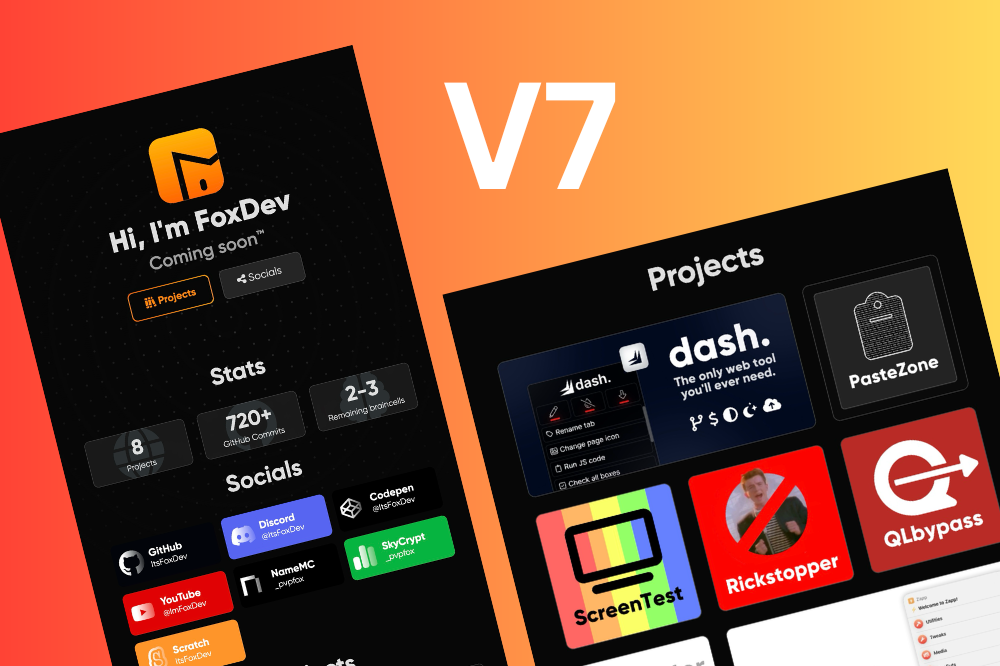 V7
Hi, I'm FoxDev
Coming soon™
Projects
Socials
Stats
8
Projects
720+
GitHub Commits
2-3
Remaining braincells
Socials
GitHub
ItsFoxDev
Discord
@ItsFoxDev
Codepen
@ItsFoxDev
YouTube
@ImFoxDev
NameMC
_pvpfox
SkyCrypt
_pvpfox
Scratch
ItsFoxDev
Projects
dash.
Rename tab
Change page icon
Run JS code
Check all boxes
dash.
The only web tool
you'll ever need.
PasteZone
ScreenTest
Rickstopper
QLbypass
Zapp
Welcome to Zapp!
Utilities
Tweaks
Media